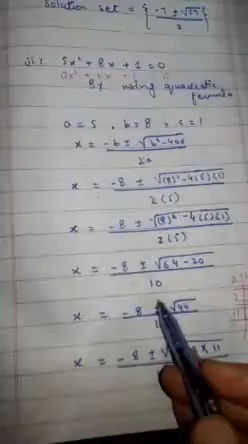 Solution set = { -7 ± √57 / 2 }
ii) 5x² + 8x + 1 = 0
ax² + bx +
By using quadratic
formula
a = 5 , b = 8 , c = 1
x = -b ± √b² - 4ac / 2a
x = -8 ± √(8)² - 4(5)(1) / 2(5)
x = -8 ± √(8)² - 4(5)(1) / 2(5)
x = -8 ± √64 - 20 / 10
x = -8 ± √44 / 1
x = -8 ± √ × 11